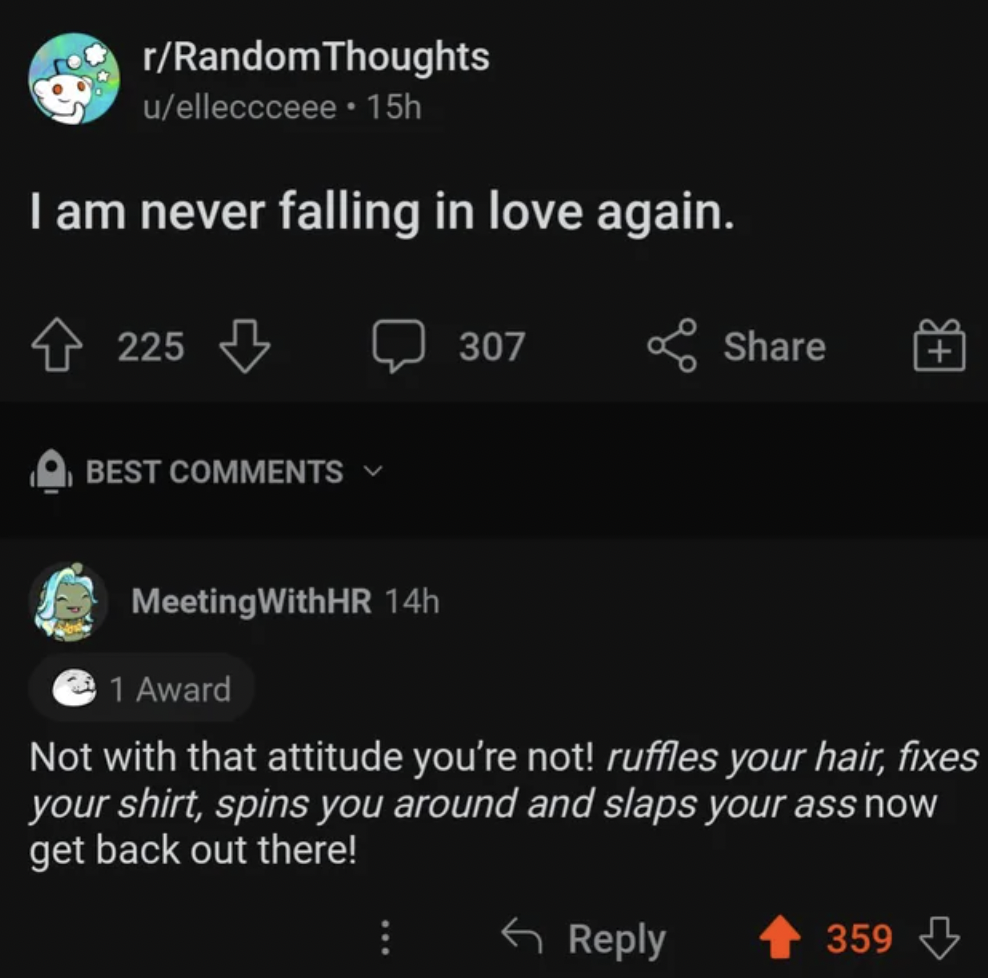 r/RandomThoughts
u/elleccceee • 15h
I am never falling in love again.
225 307 Share
BEST COMMENTS
MeetingWithHR 14h
1 Award
Not with that attitude you're not! ruffles your hair, fixes
your shirt, spins you around and slaps your ass now
get back out there!
Reply 359